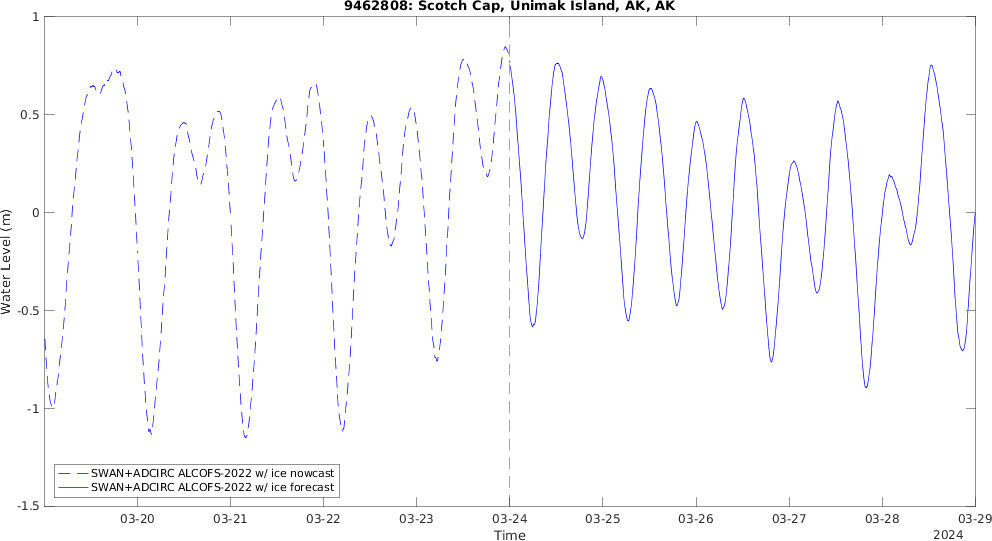 9462808: Scotch Cap, Unimak Island, AK, AK
1
0.5
0
-0.5
-1
-1.5
Water Level (m)
SWAN+ADCIRC ALCOFS-2022 w/ ice nowcast
SWAN+ADCIRC ALCOFS-2022 w/ ice forecast
03-20 03-21 03-22 03-23 03-24 03-25 03-26 03-27 03-28 03-29
Time
2024